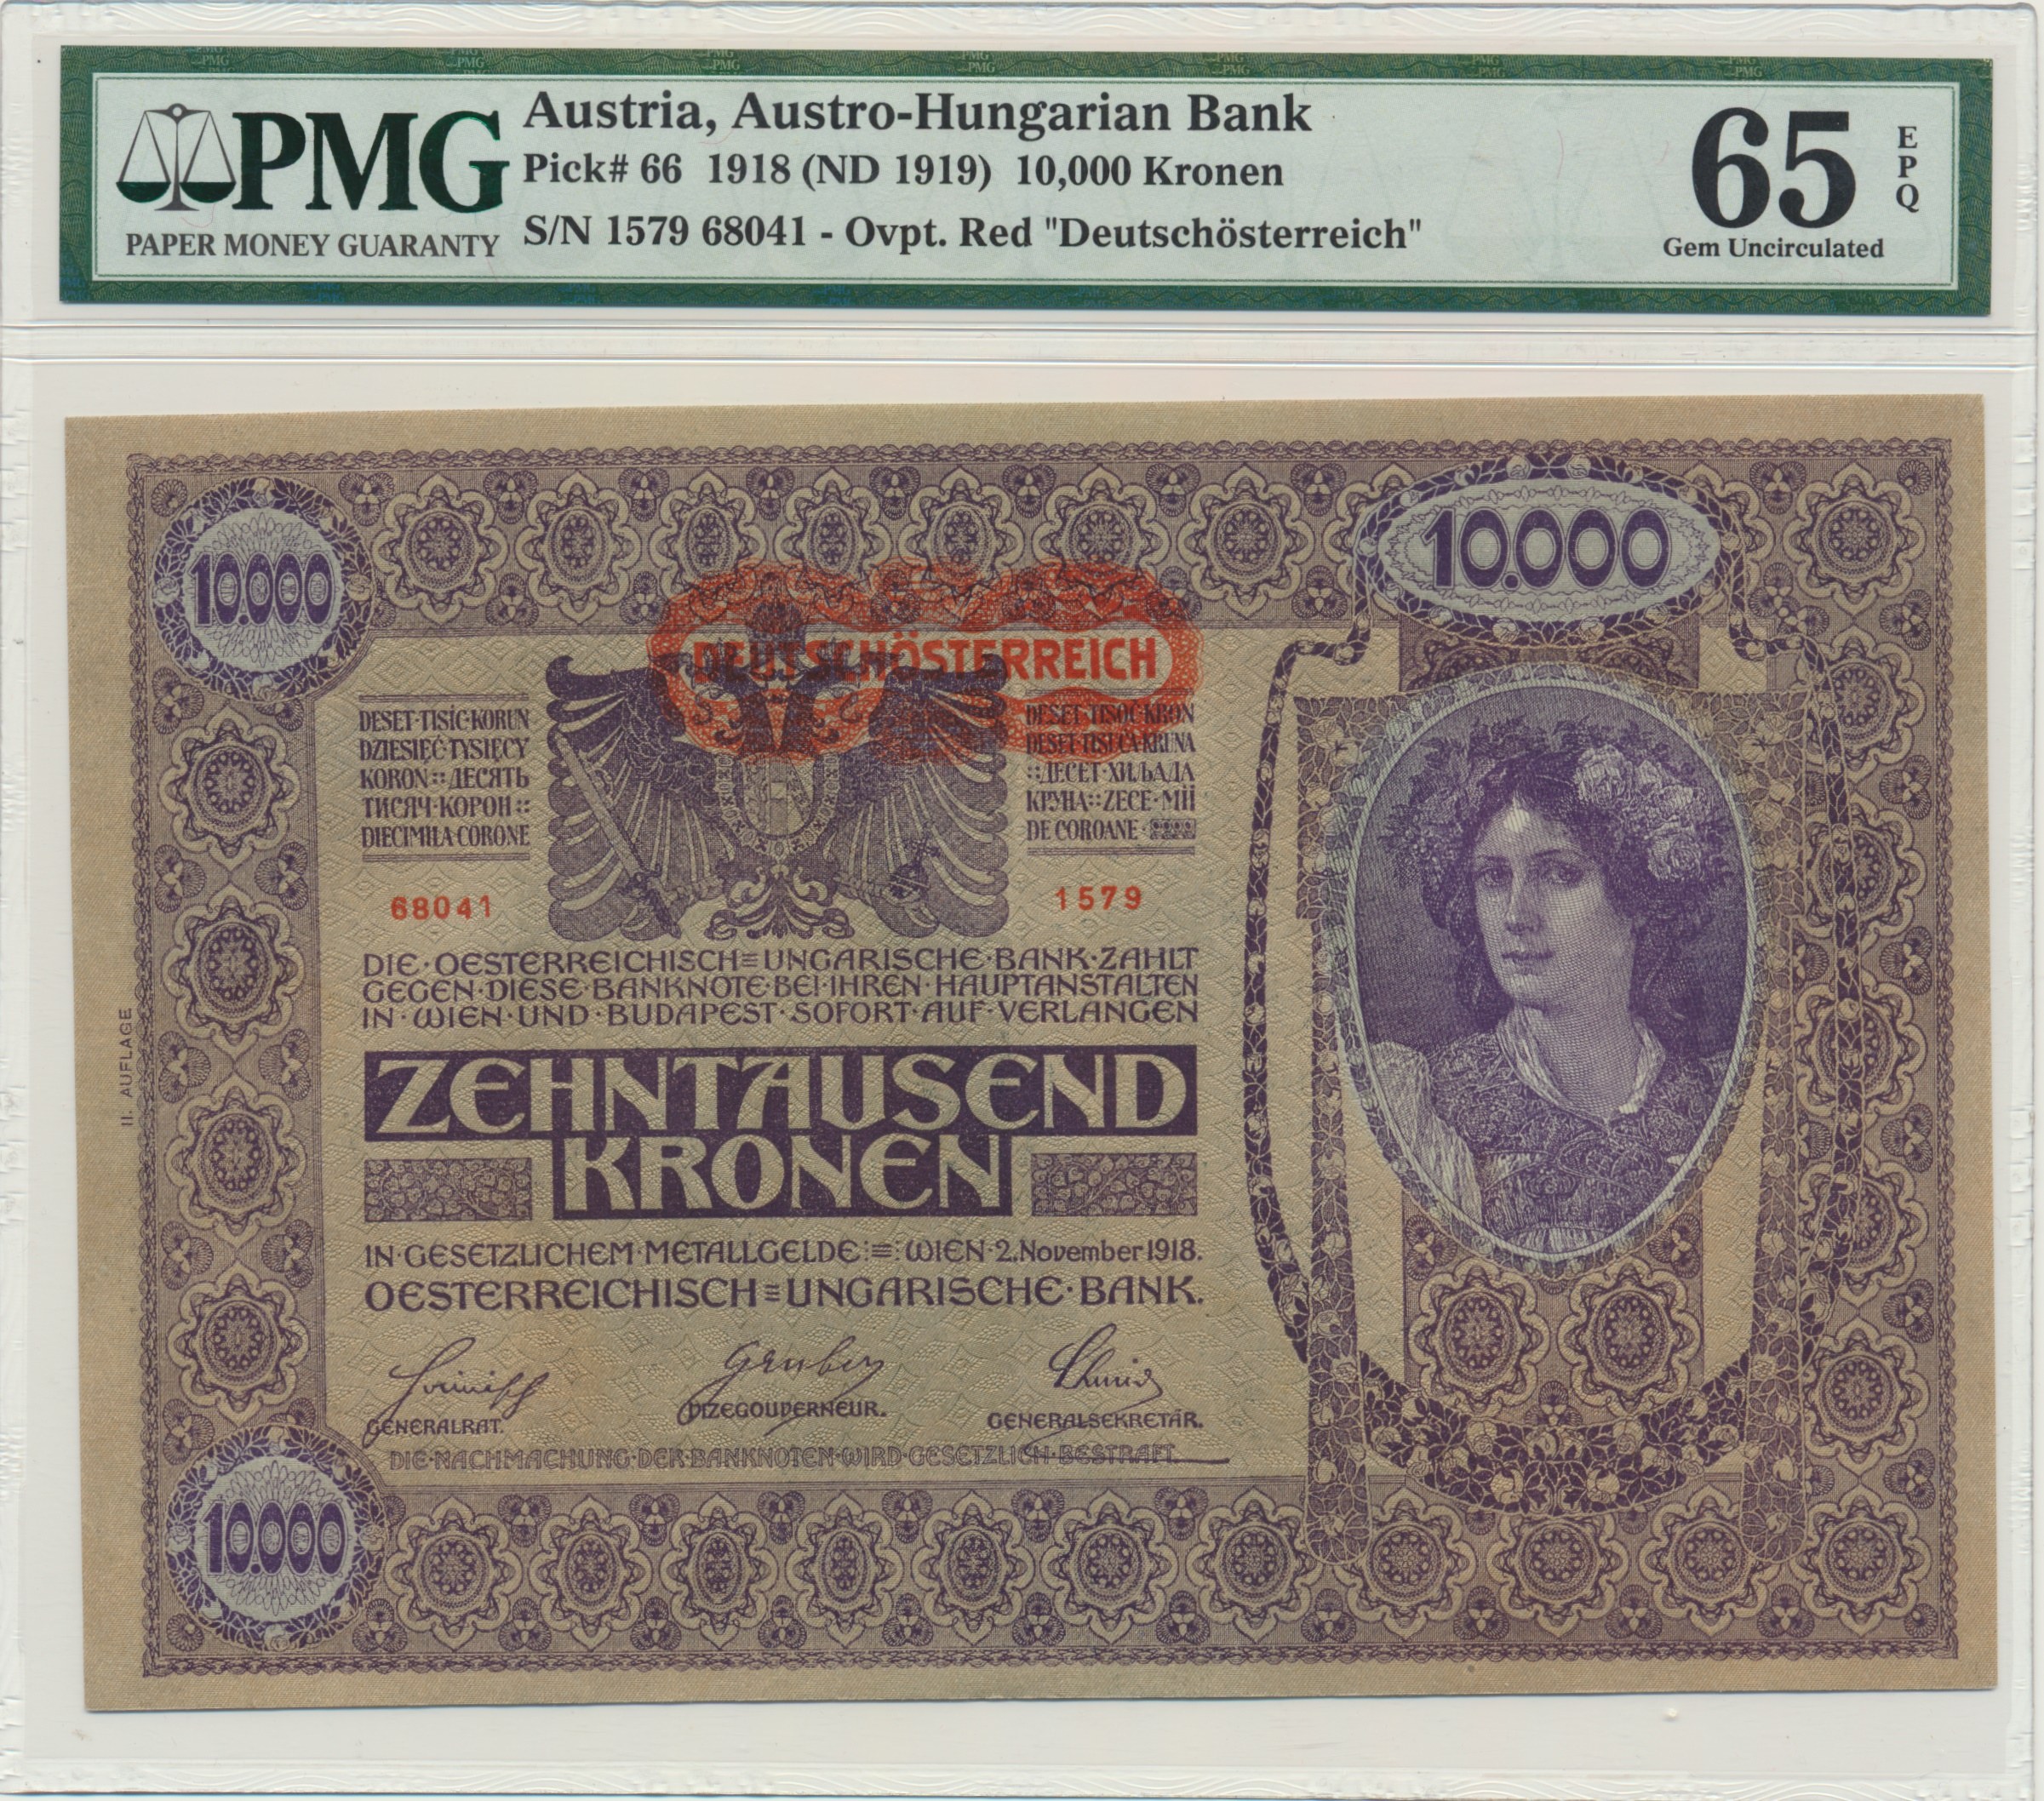 PMG
PAPER MONEY GUARANTY
Austria, Austro-Hungarian Bank
Pick# 66 1918 (ND 1919) 10,000 Kronen
S/N 1579 68041 - Ovpt. Red "Deutschösterreich"
65
EPQ
Gem Uncirculated
10.000
10.000
DEUTSCHÖSTERREICH
DESET·TISÍC·KORUN
DZIESIĘĆ·TYSIĘCY
KORON::ДЕСЯТЬ
ТИСЯЧ·КОРОН::
DIECIMILA·CORONE
DESET·TISOČ·KRON
DESET·TISUĆA·KRUNA
::ДЕСЕТ·ХИЉАДА
КРУНА::ZECE·MII
DE COROANE
68041
1579
DIE·OESTERREICHISCH=UNGARISCHE·BANK·ZAHLT
GEGEN·DIESE·BANKNOTE·BEI·IHREN·HAUPTANSTALTEN
IN·WIEN·UND·BUDAPEST·SOFORT·AUF·VERLANGEN
ZEHNTAUSEND
KRONEN
IN·GESETZLICHEM·METALLGELDE:=:WIEN·2.November1918.
OESTERREICHISCH=UNGARISCHE·BANK.
GENERALRAT.
Gruber
VIZEGOUVERNEUR.
Schmid
GENERALSEKRETÄR.
DIE·NACHMACHUNG·DER·BANKNOTEN·WIRD·GESETZLICH·BESTRAFT.
10.000
II. AUFLAGE